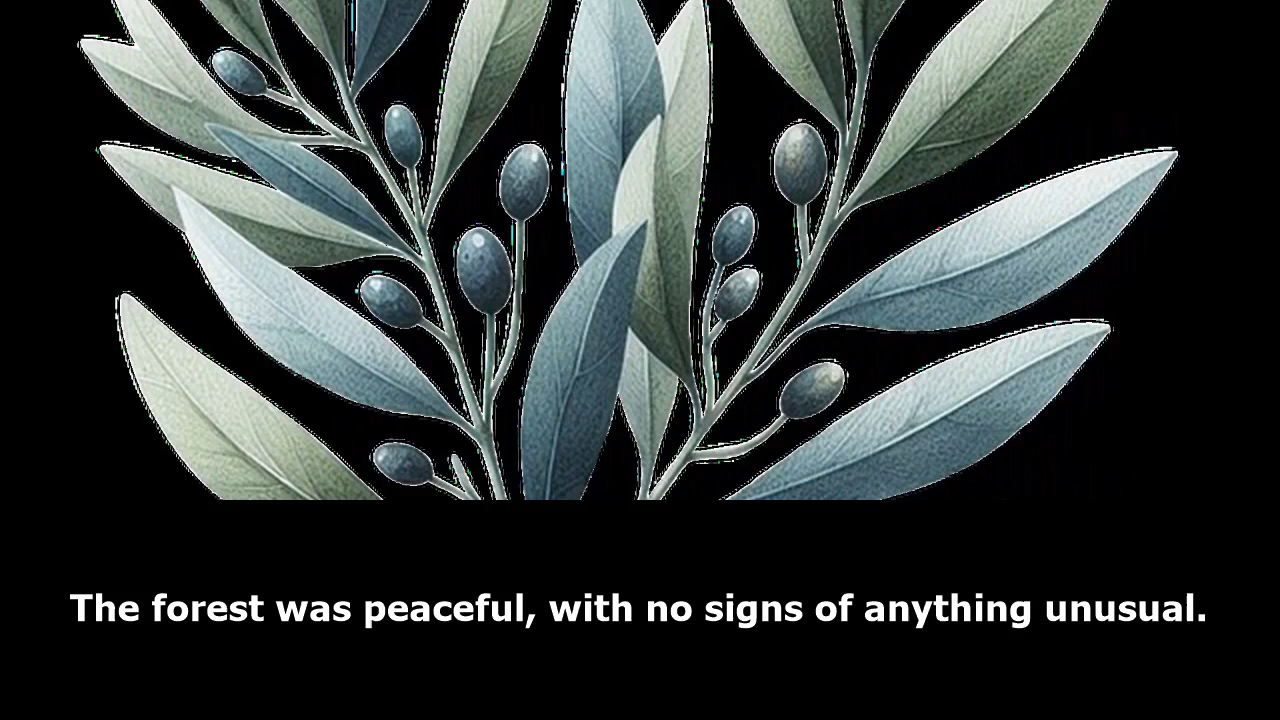 The forest was peaceful, with no signs of anything unusual.